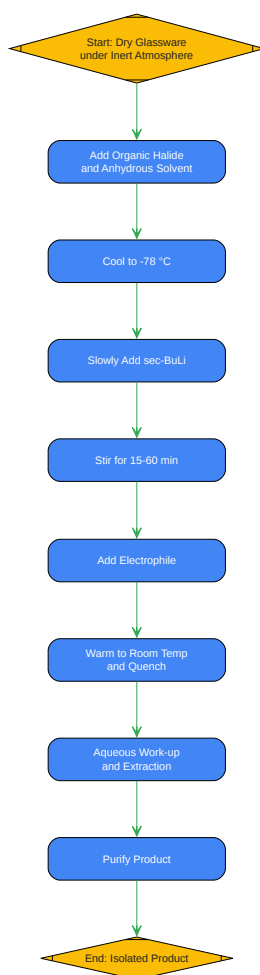 Start: Dry Glassware
under Inert Atmosphere
Add Organic Halide
and Anhydrous Solvent
Cool to -78 °C
Slowly Add sec-BuLi
Stir for 15-60 min
Add Electrophile
Warm to Room Temp
and Quench
Aqueous Work-up
and Extraction
Purify Product
End: Isolated Product